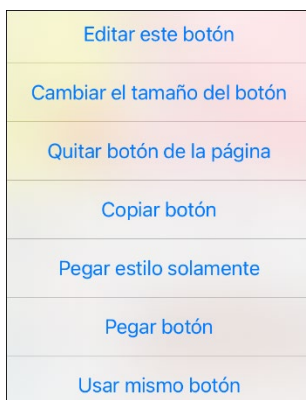 Editar este botón
Cambiar el tamaño del botón
Quitar botón de la página
Copiar botón
Pegar estilo solamente
Pegar botón
Usar mismo botón